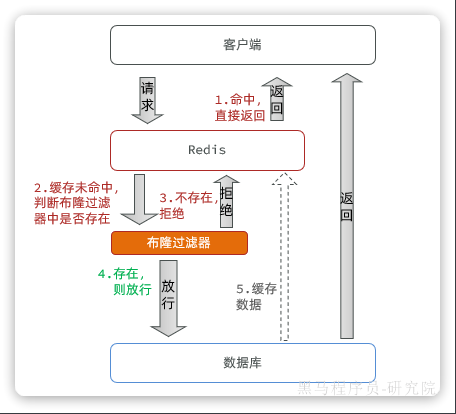 客户端
请求
1.命中,
直接返回
返回
Redis
2.缓存未命中,
判断布隆过滤
器中是否存在
3.不存在,
拒绝
拒绝
返回
布隆过滤器
4.存在,
则放行
放行
5.缓存
数据
数据库
黑马程序员-研究院